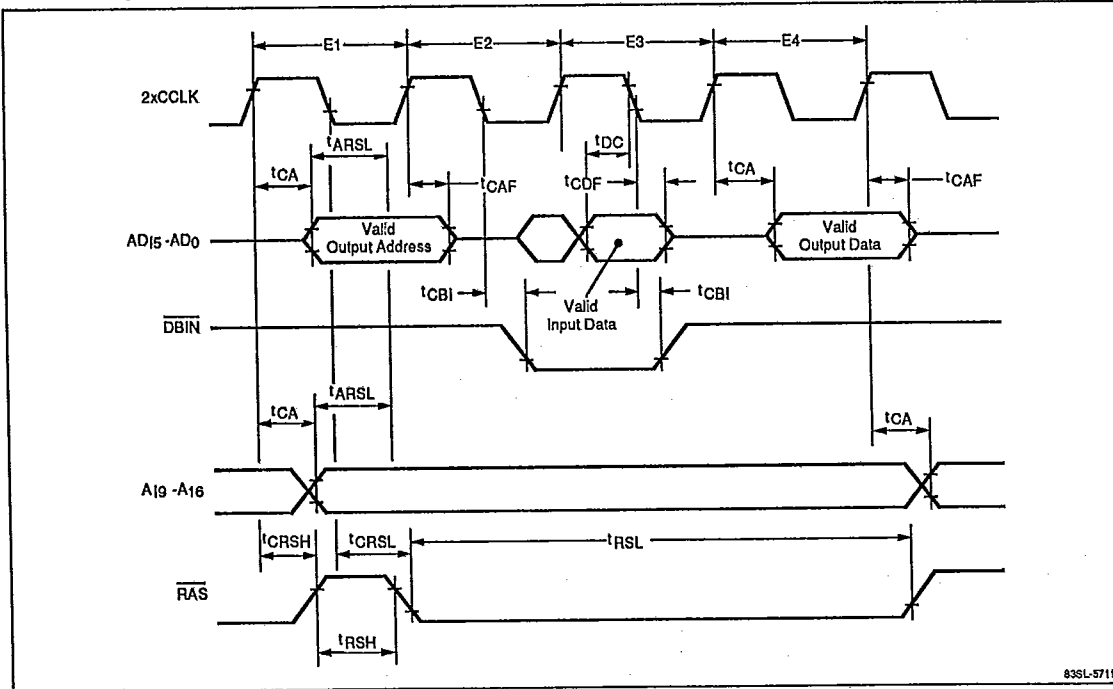 E1 E2 E3 E4
2xCCLK
tARSL tDC
tCA tCAF tCDF tCA tCAF
AD15-AD0 Valid Output Address Valid Output Data
tCBI Valid Input Data tCBI
DBIN
tARSL
tCA tCA
A19-A16
tCRSH tCRSL tRSL
RAS
tRSH
83SL-5711